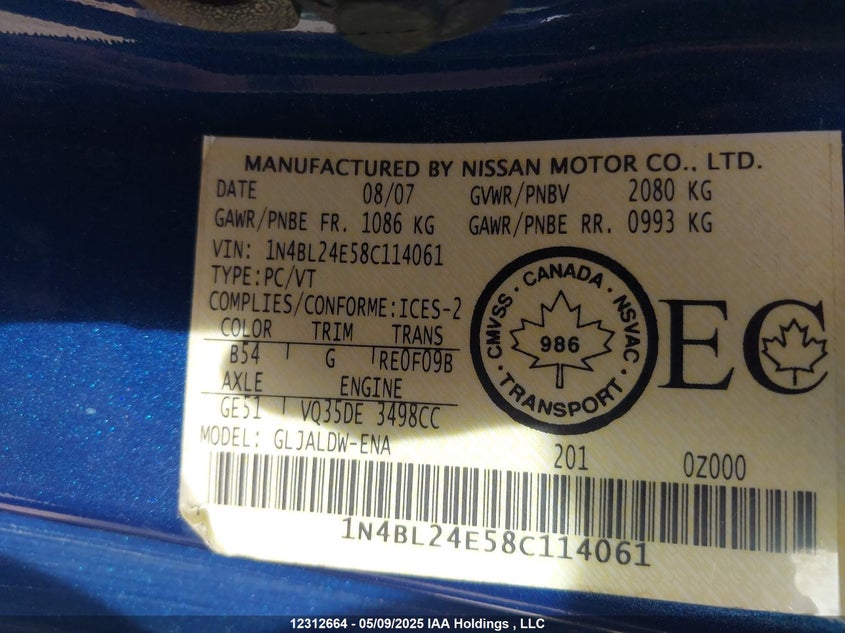 MANUFACTURED BY NISSAN MOTOR CO., LTD.
DATE 08/07 GVWR/PNBV 2080 KG
GAWR/PNBE FR. 1086 KG GAWR/PNBE RR. 0993 KG
VIN: 1N4BL24E58C114061
TYPE:PC/VT
COMPLIES/CONFORME:ICES-2
COLOR TRIM TRANS
B54 G RE0F09B
AXLE ENGINE
GE51 VQ35DE 3498CC
MODEL: GLJALDW-ENA
CMVSS · CANADA · NSVAC · TRANSPORT ·
986
EC
201 0Z000
1N4BL24E58C114061
12312664 - 05/09/2025 IAA Holdings , LLC